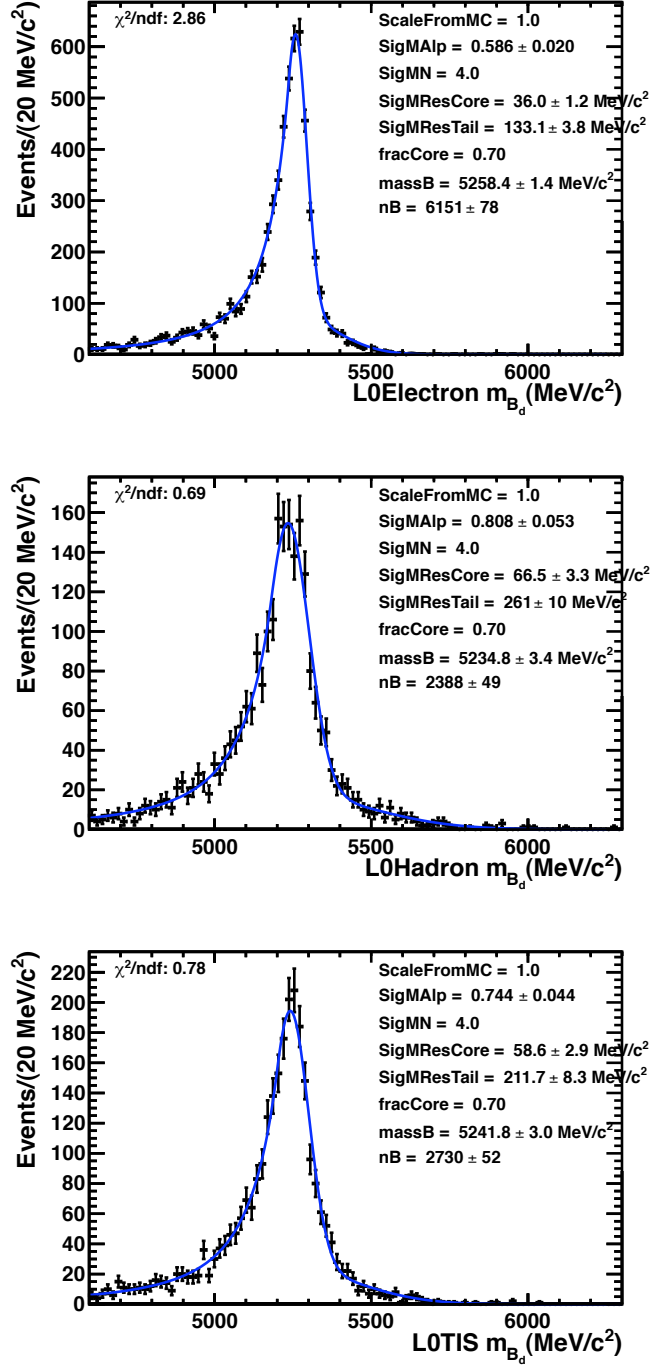 χ²/ndf: 2.86
ScaleFromMC = 1.0
SigMAlp = 0.586 ± 0.020
SigMN = 4.0
SigMResCore = 36.0 ± 1.2 MeV/c²
SigMResTail = 133.1 ± 3.8 MeV/c²
fracCore = 0.70
massB = 5258.4 ± 1.4 MeV/c²
nB = 6151 ± 78
Events/(20 MeV/c²)
600
500
400
300
200
100
0
5000 5500 6000
L0Electron m_{B_d}(MeV/c²)
χ²/ndf: 0.69
ScaleFromMC = 1.0
SigMAlp = 0.808 ± 0.053
SigMN = 4.0
SigMResCore = 66.5 ± 3.3 MeV/c²
SigMResTail = 261 ± 10 MeV/c²
fracCore = 0.70
massB = 5234.8 ± 3.4 MeV/c²
nB = 2388 ± 49
Events/(20 MeV/c²)
160
140
120
100
80
60
40
20
0
5000 5500 6000
L0Hadron m_{B_d}(MeV/c²)
χ²/ndf: 0.78
ScaleFromMC = 1.0
SigMAlp = 0.744 ± 0.044
SigMN = 4.0
SigMResCore = 58.6 ± 2.9 MeV/c²
SigMResTail = 211.7 ± 8.3 MeV/c²
fracCore = 0.70
massB = 5241.8 ± 3.0 MeV/c²
nB = 2730 ± 52
Events/(20 MeV/c²)
220
200
180
160
140
120
100
80
60
40
20
0
5000 5500 6000
L0TIS m_{B_d}(MeV/c²)